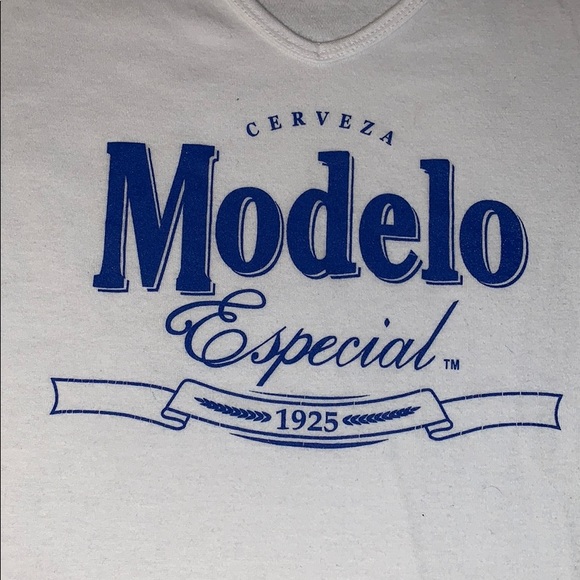 CERVEZA
Modelo
Especial™
1925